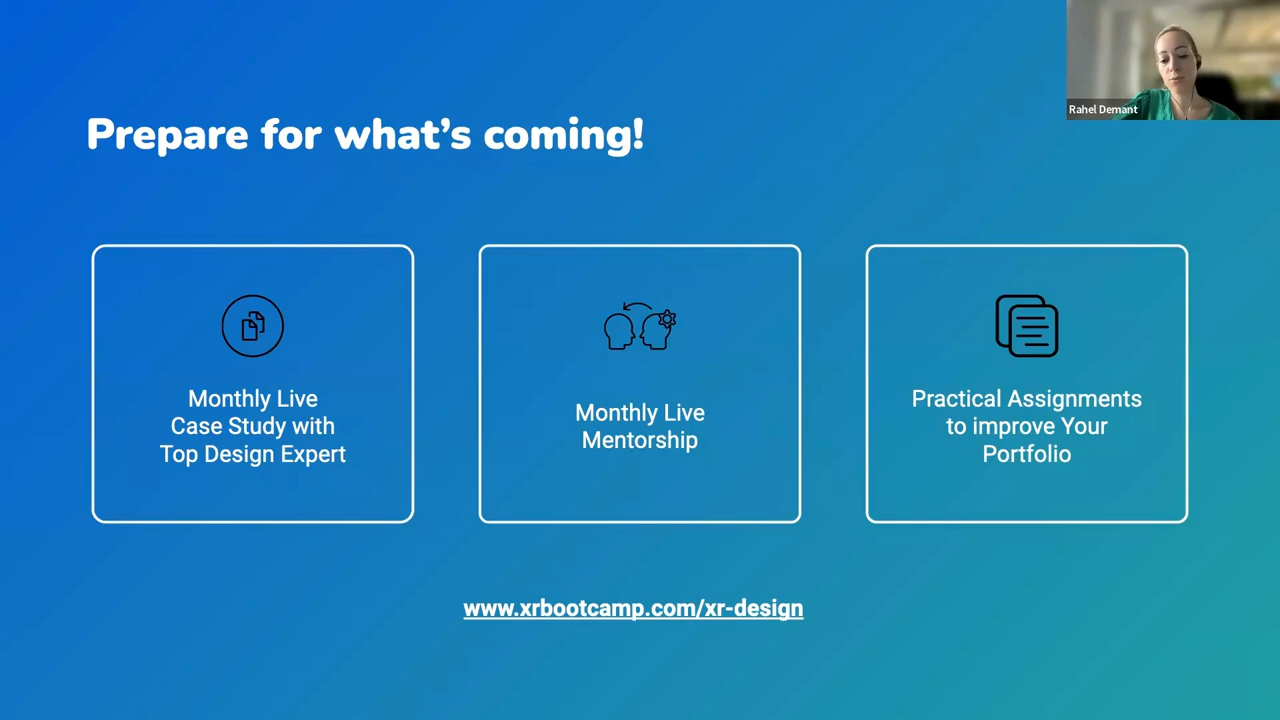 Rahel Demant
Prepare for what's coming!
Monthly Live
Case Study with
Top Design Expert
Monthly Live
Mentorship
Practical Assignments
to improve Your
Portfolio
www.xrbootcamp.com/xr-design